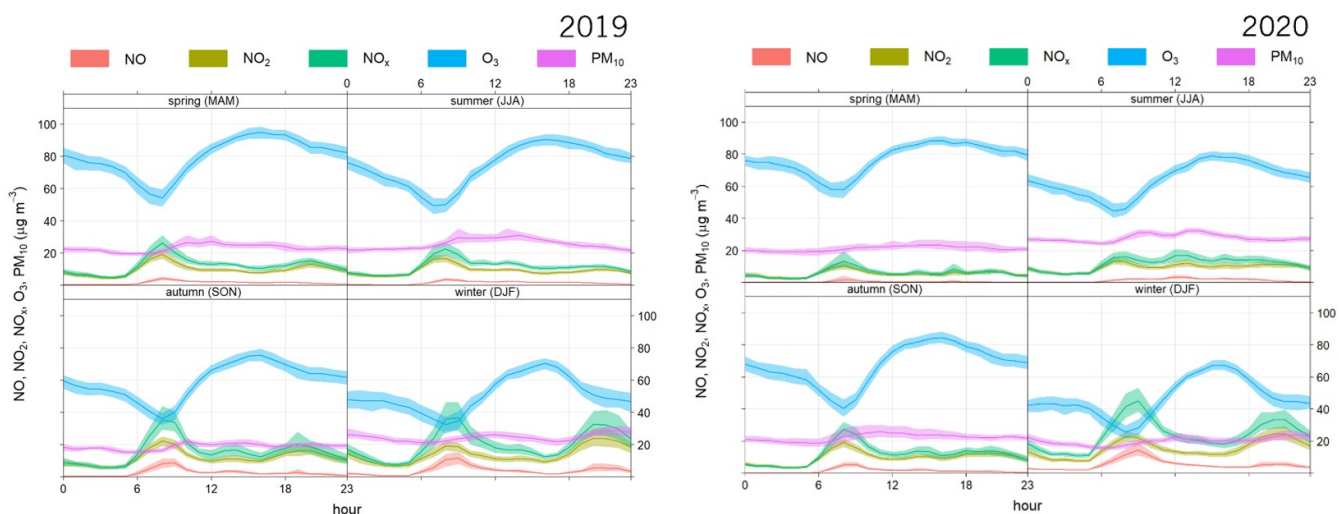 2019
NO NO₂ NOₓ O₃ PM₁₀
0 6 12 18 23
spring (MAM) summer (JJA)
100
80
60
40
20
autumn (SON) winter (DJF)
100
80
60
40
20
0 6 12 18 23
hour
NO, NO₂, NOₓ, O₃, PM₁₀ (µg m⁻³)
2020
NO NO₂ NOₓ O₃ PM₁₀
0 6 12 18 23
spring (MAM) summer (JJA)
100
80
60
40
20
autumn (SON) winter (DJF)
100
80
60
40
20
0 6 12 18 23
hour
NO, NO₂, NOₓ, O₃, PM₁₀ (µg m⁻³)